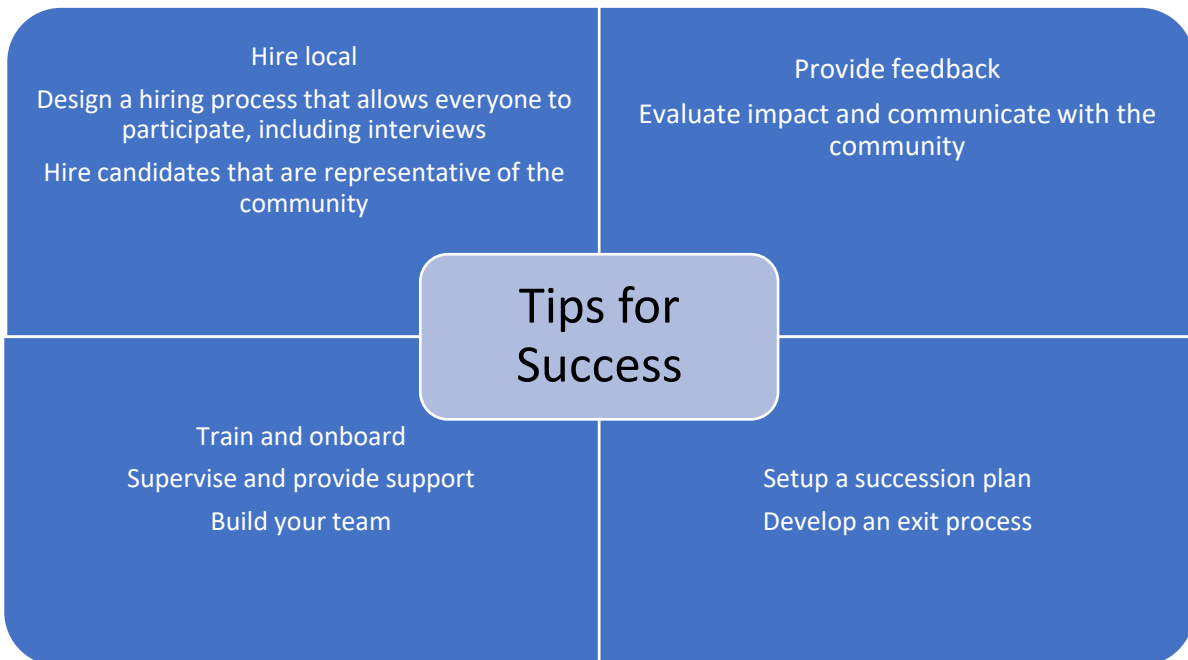 Hire local
Design a hiring process that allows everyone to
participate, including interviews
Hire candidates that are representative of the
community
Provide feedback
Evaluate impact and communicate with the
community
Tips for
Success
Train and onboard
Supervise and provide support
Build your team
Setup a succession plan
Develop an exit process